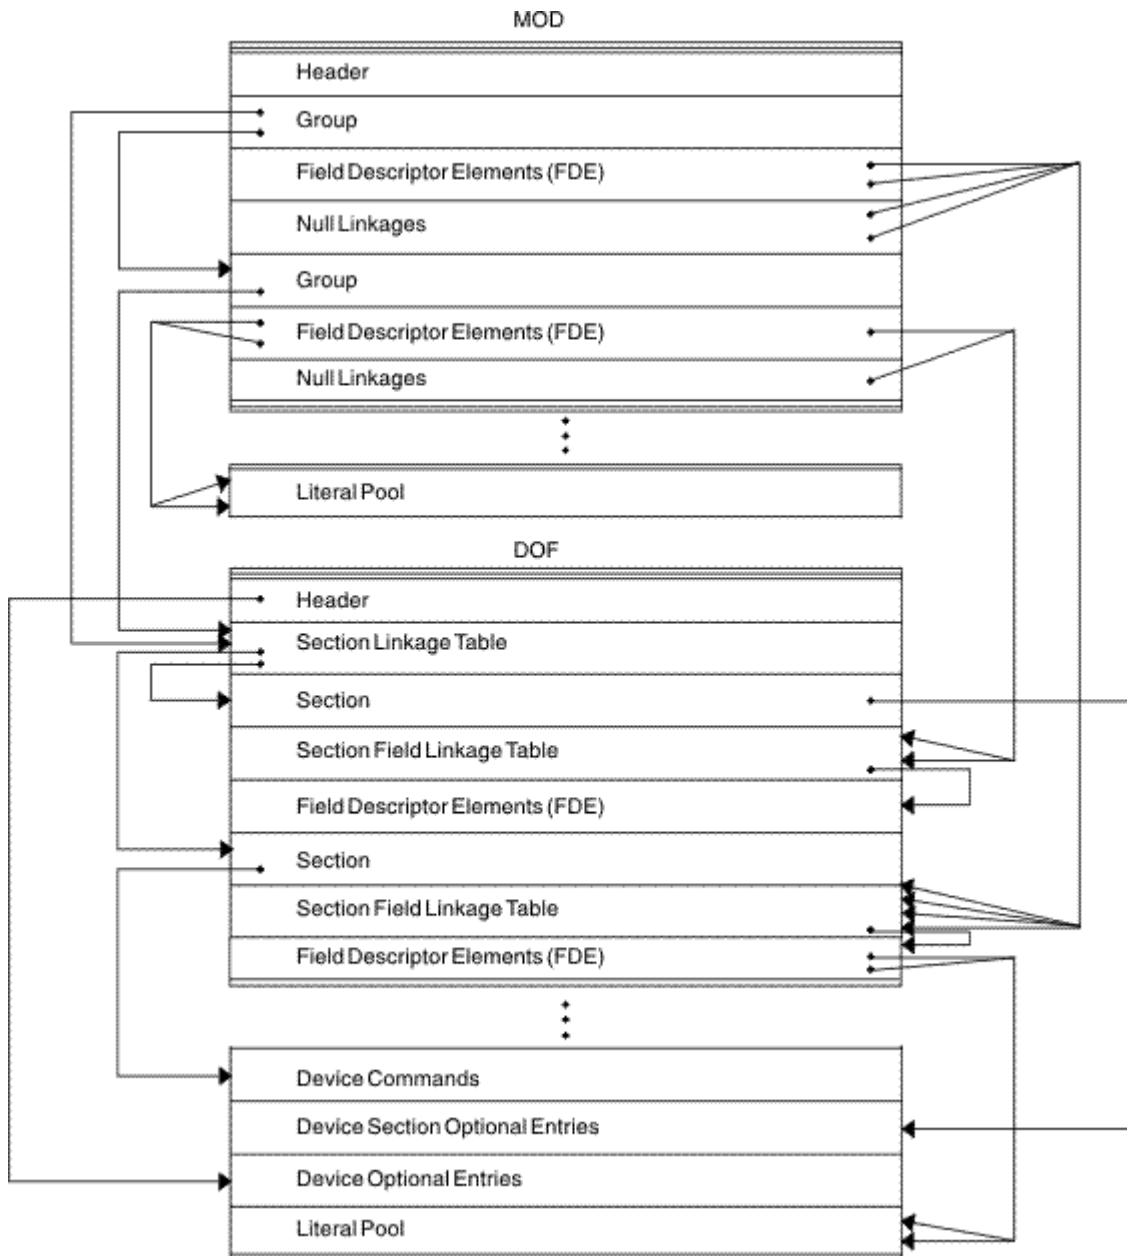 MOD
Header
Group
Field Descriptor Elements (FDE)
Null Linkages
Group
Field Descriptor Elements (FDE)
Null Linkages
Literal Pool
DOF
Header
Section Linkage Table
Section
Section Field Linkage Table
Field Descriptor Elements (FDE)
Section
Section Field Linkage Table
Field Descriptor Elements (FDE)
Device Commands
Device Section Optional Entries
Device Optional Entries
Literal Pool